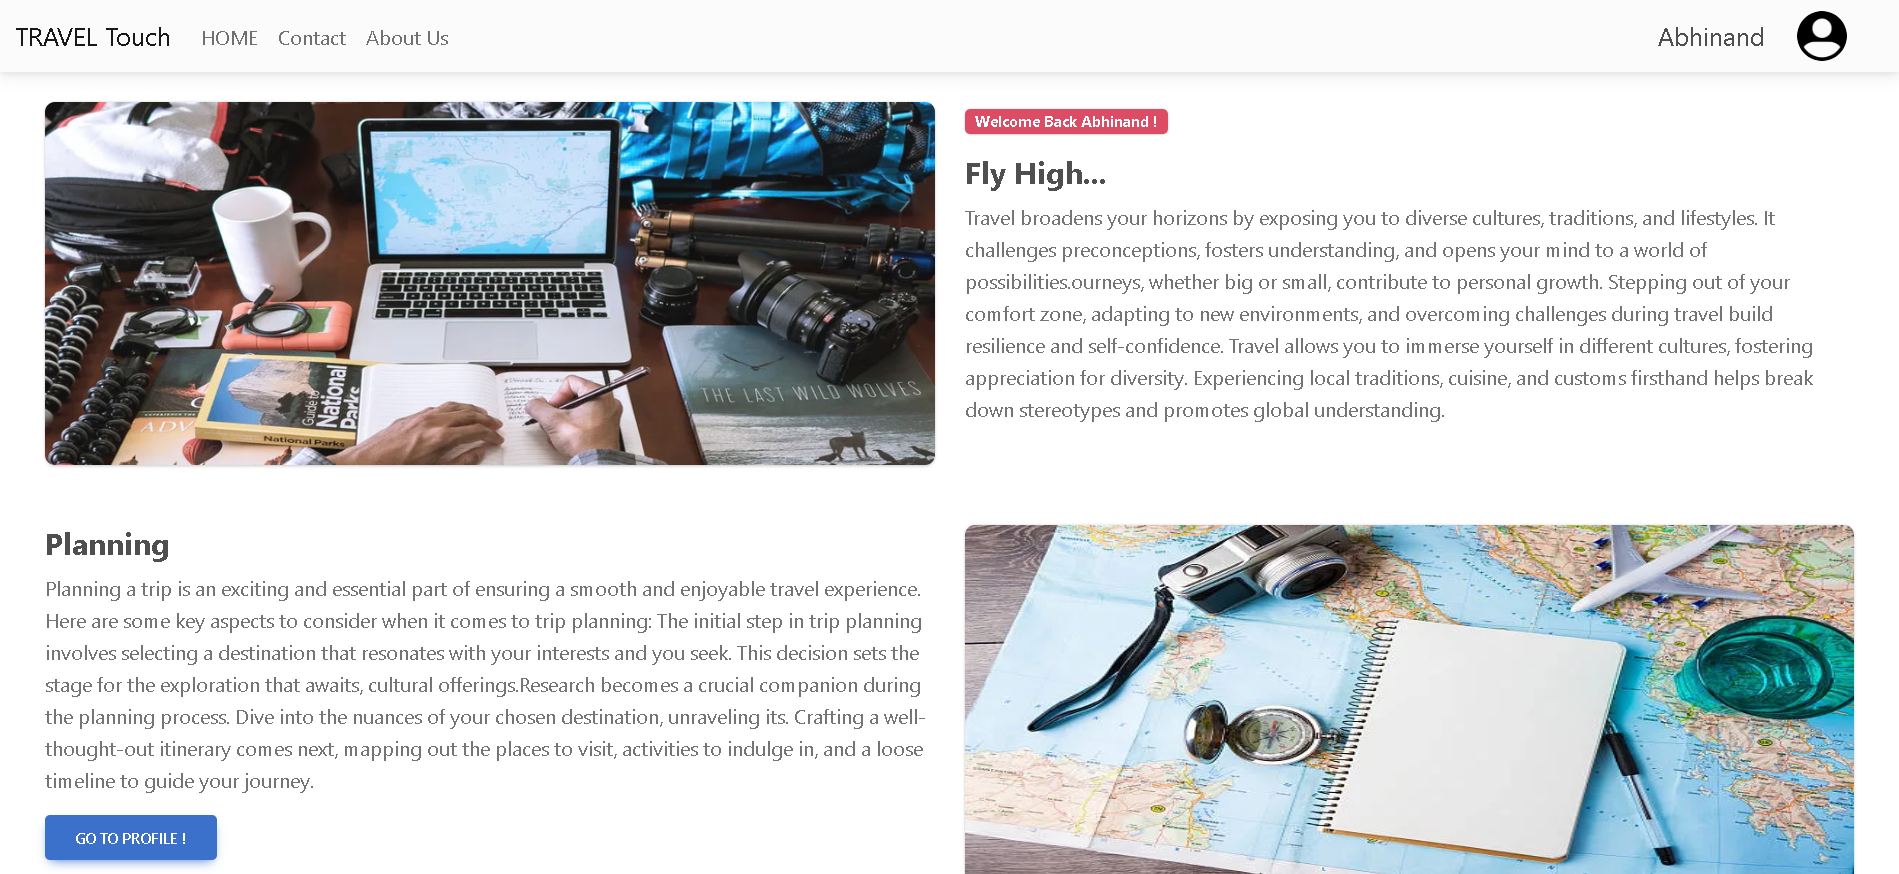 TRAVEL Touch HOME Contact About Us Abhinand
Welcome Back Abhinand !
Fly High...
Travel broadens your horizons by exposing you to diverse cultures, traditions, and lifestyles. It
challenges preconceptions, fosters understanding, and opens your mind to a world of
possibilities.ourneys, whether big or small, contribute to personal growth. Stepping out of your
comfort zone, adapting to new environments, and overcoming challenges during travel build
resilience and self-confidence. Travel allows you to immerse yourself in different cultures, fostering
appreciation for diversity. Experiencing local traditions, cuisine, and customs firsthand helps break
down stereotypes and promotes global understanding.
Guide to
National
Parks
National Parks
ADV
THE LAST WILD WOLVES
Planning
Planning a trip is an exciting and essential part of ensuring a smooth and enjoyable travel experience.
Here are some key aspects to consider when it comes to trip planning: The initial step in trip planning
involves selecting a destination that resonates with your interests and you seek. This decision sets the
stage for the exploration that awaits, cultural offerings.Research becomes a crucial companion during
the planning process. Dive into the nuances of your chosen destination, unraveling its. Crafting a well-
thought-out itinerary comes next, mapping out the places to visit, activities to indulge in, and a loose
timeline to guide your journey.
GO TO PROFILE !